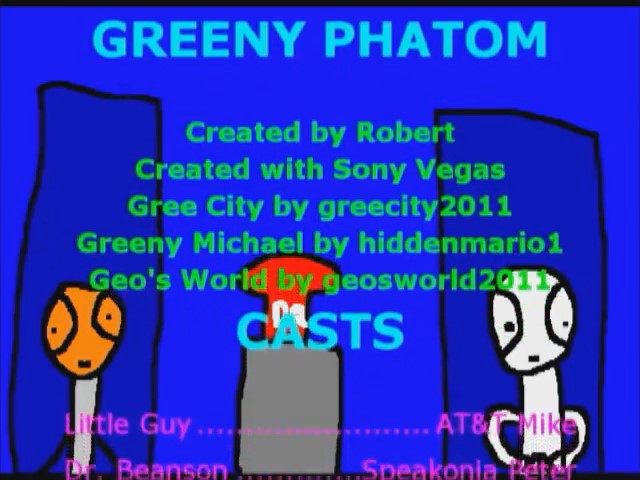 GREENY PHATOM
Created by Robert
Created with Sony Vegas
Gree City by greecity2011
Greeny Michael by hiddenmario1
Geo's World by geosworld2011
CASTS
Little Guy ...................... AT&T Mike
Dr. Beanson ............Speakonia Peter